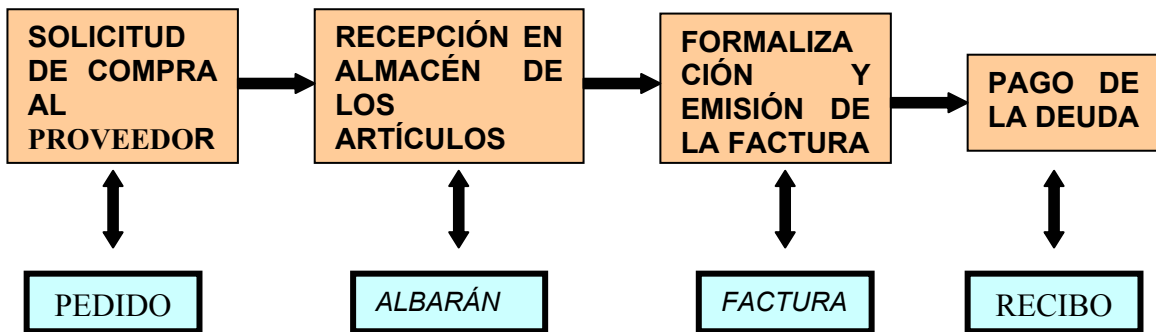 SOLICITUD
DE COMPRA
AL
PROVEEDOR
RECEPCIÓN EN
ALMACÉN DE
LOS
ARTÍCULOS
FORMALIZA
CIÓN Y
EMISIÓN DE
LA FACTURA
PAGO DE
LA DEUDA
PEDIDO
ALBARÁN
FACTURA
RECIBO